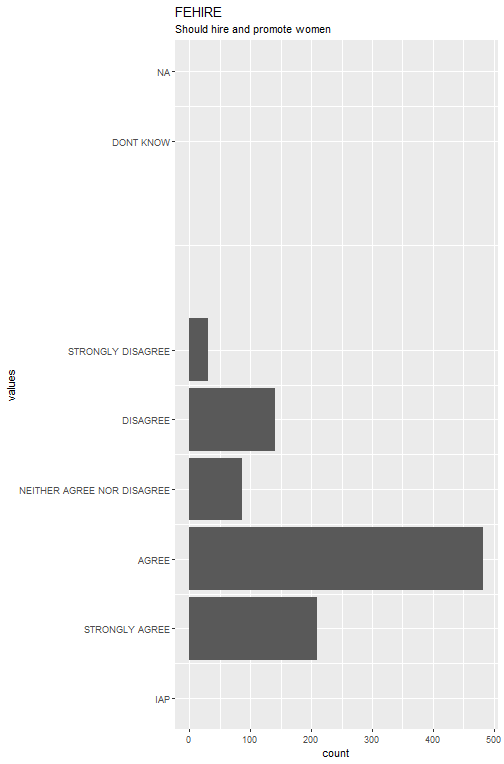 FEHIRE
Should hire and promote women
NA
DONT KNOW
STRONGLY DISAGREE
DISAGREE
NEITHER AGREE NOR DISAGREE
AGREE
STRONGLY AGREE
IAP
values
0 100 200 300 400 500
count